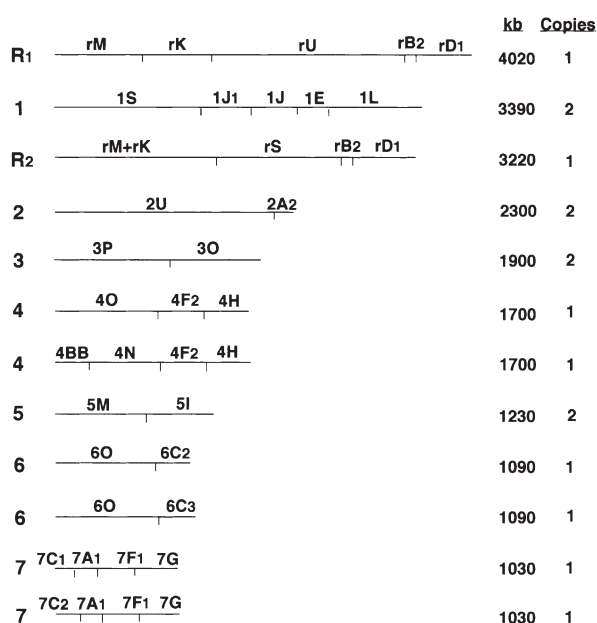 kb Copies
R1 rM rK rU rB2 rD1 4020 1
1 1S 1J1 1J 1E 1L 3390 2
R2 rM+rK rS rB2 rD1 3220 1
2 2U 2A2 2300 2
3 3P 3O 1900 2
4 4O 4F2 4H 1700 1
4 4BB 4N 4F2 4H 1700 1
5 5M 5I 1230 2
6 6O 6C2 1090 1
6 6O 6C3 1090 1
7 7C1 7A1 7F1 7G 1030 1
7 7C2 7A1 7F1 7G 1030 1